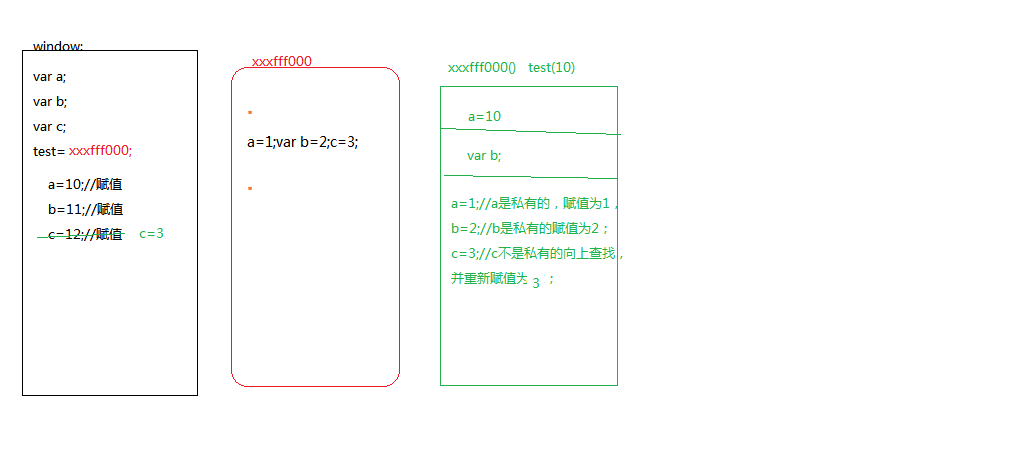 window:
var a;
var b;
var c;
test= xxxfff000;
a=10;//赋值
b=11;//赋值
c=12;//赋值 c=3
xxxfff000
a=1;var b=2;c=3;
xxxfff000() test(10)
a=10
var b;
a=1;//a是私有的，赋值为1，
b=2;//b是私有的赋值为2；
c=3;//c不是私有的向上查找，
并重新赋值为 3 ；